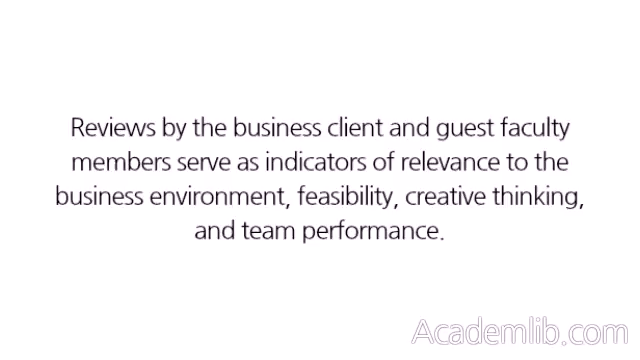 Reviews by the business client and guest faculty
members serve as indicators of relevance to the
business environment, feasibility, creative thinking,
and team performance.
Academlib.com